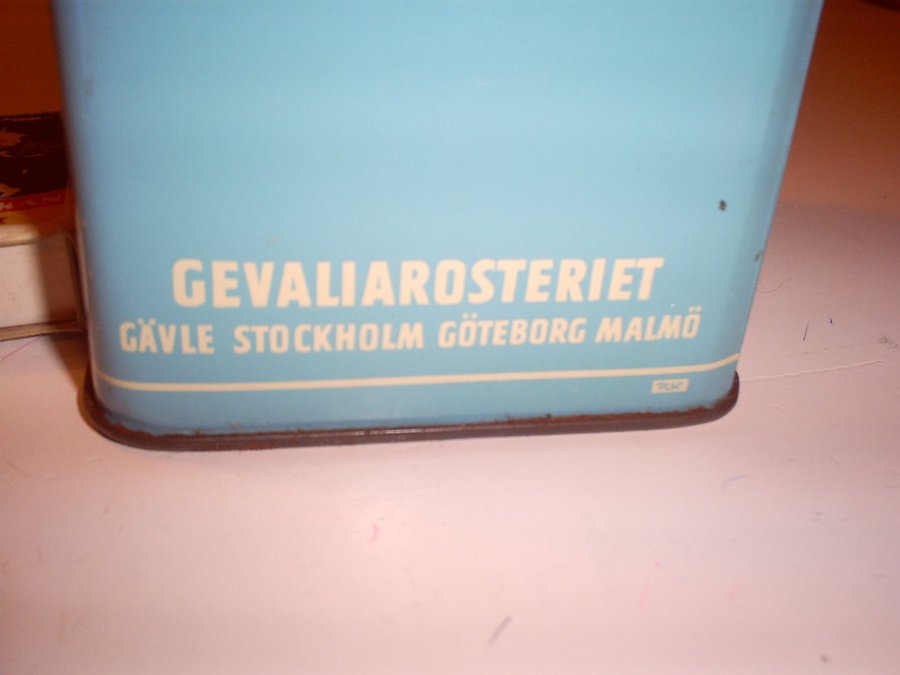 GEVALIAROSTERIET
GÄVLE STOCKHOLM GÖTEBORG MALMÖ
PLM